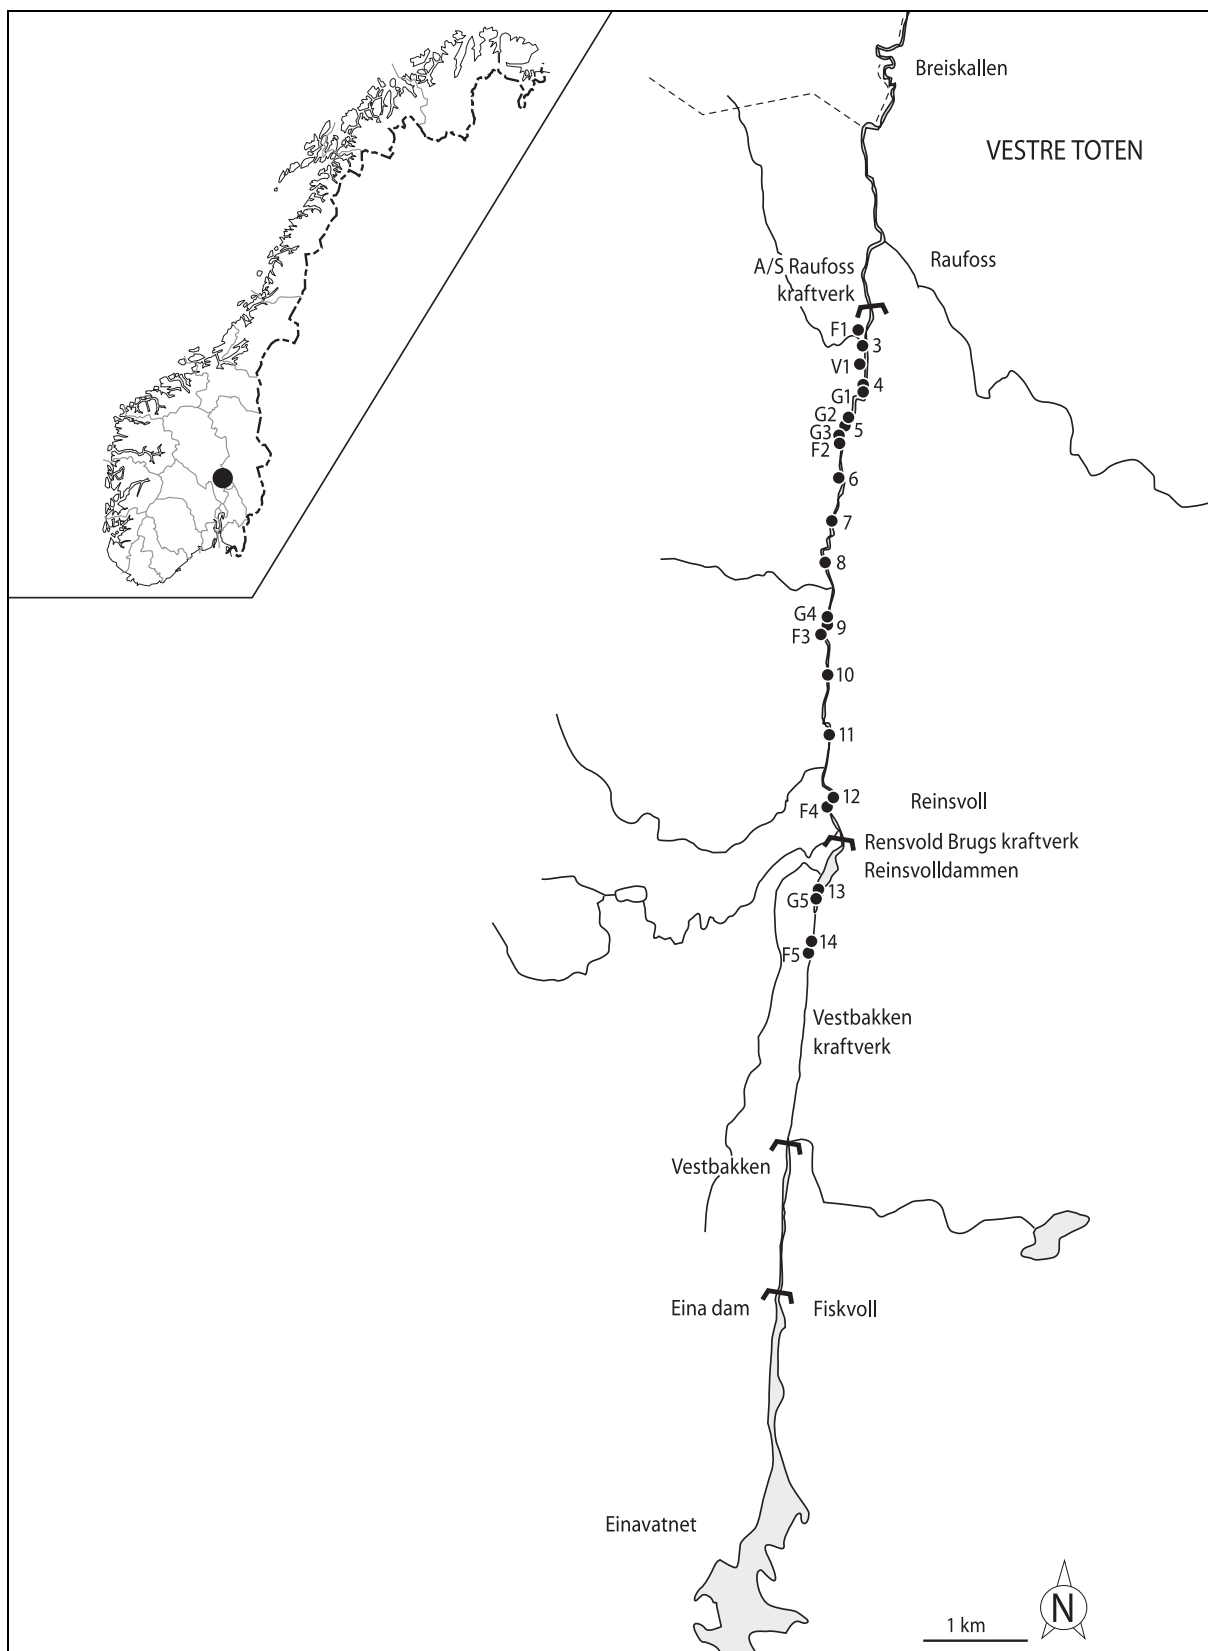 Breiskallen
VESTRE TOTEN
Raufoss
A/S Raufoss
kraftverk
F1
3
V1
4
G1
G2
5
G3
F2
6
7
8
G4
9
F3
10
11
12
F4
Reinsvoll
Rensvold Brugs kraftverk
Reinsvolldammen
13
G5
14
F5
Vestbakken
kraftverk
Vestbakken
Eina dam
Fiskvoll
Einavatnet
1 km
N